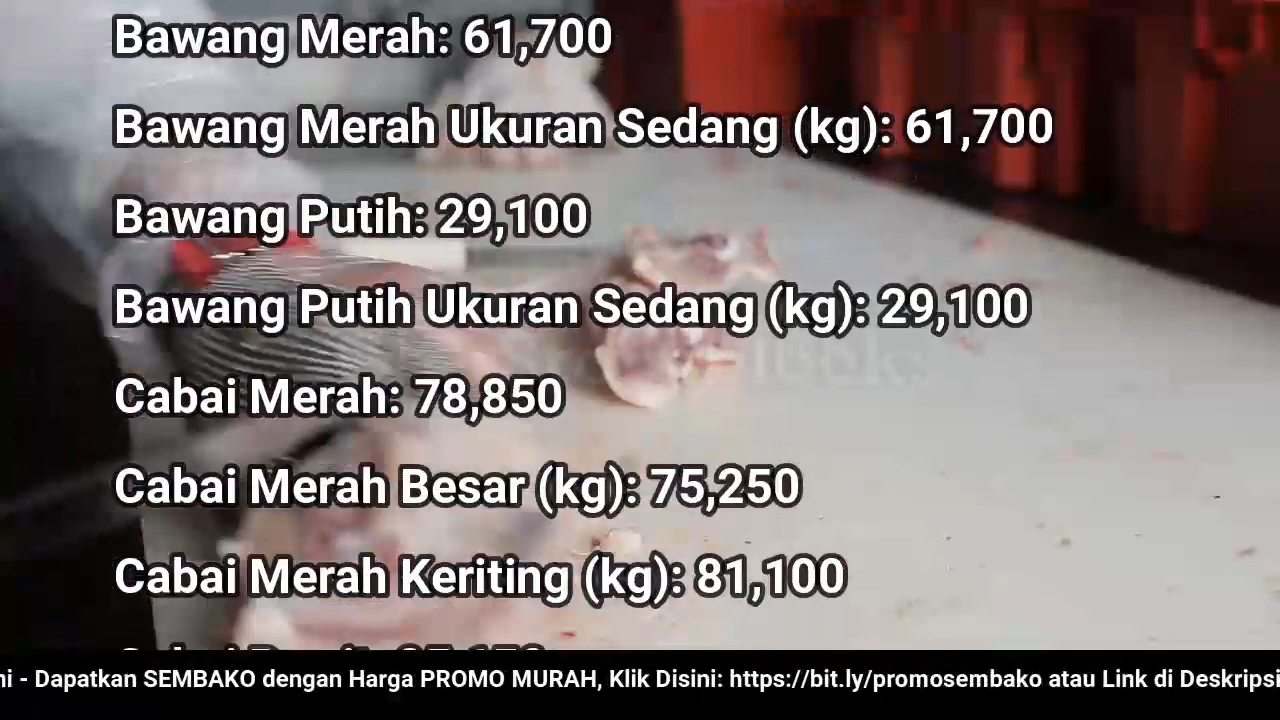 Bawang Merah: 61,700
Bawang Merah Ukuran Sedang (kg): 61,700
Bawang Putih: 29,100
Bawang Putih Ukuran Sedang (kg): 29,100
Cabai Merah: 78,850
Cabai Merah Besar (kg): 75,250
Cabai Merah Keriting (kg): 81,100
- Dapatkan SEMBAKO dengan Harga PROMO MURAH, Klik Disini: https://bit.ly/promosembako atau Link di Deskripsi